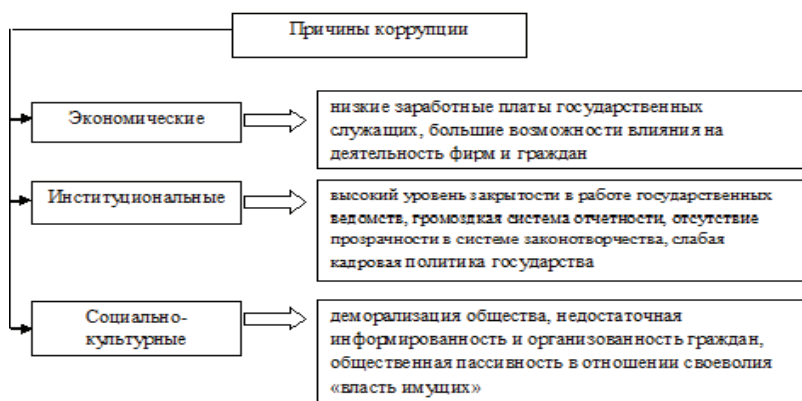 Причины коррупции
Экономические
низкие заработные платы государственных
служащих, большие возможности влияния на
деятельность фирм и граждан
Институциональные
высокий уровень закрытости в работе государственных
ведомств, громоздкая система отчетности, отсутствие
прозрачности в системе законотворчества, слабая
кадровая политика государства
Социально-
культурные
деморализация общества, недостаточная
информированность и организованность граждан,
общественная пассивность в отношении своеволия
«власть имущих»